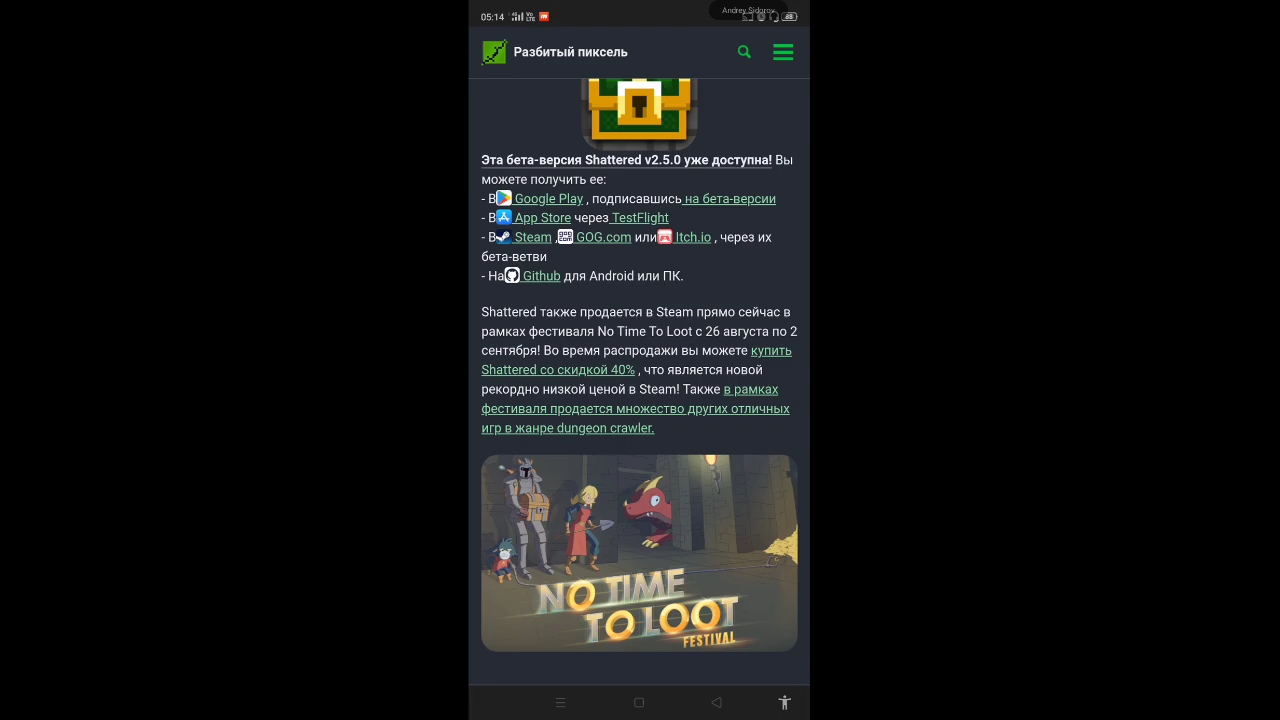 Andrey Sidorov
05:14
Разбитый пиксель
Эта бета-версия Shattered v2.5.0 уже доступна! Вы
можете получить ее:
- В Google Play , подписавшись на бета-версии
- В App Store через TestFlight
- В Steam , GOG.com или Itch.io , через их
бета-ветви
- На Github для Android или ПК.
Shattered также продается в Steam прямо сейчас в
рамках фестиваля No Time To Loot с 26 августа по 2
сентября! Во время распродажи вы можете купить
Shattered со скидкой 40% , что является новой
рекордно низкой ценой в Steam! Также в рамках
фестиваля продается множество других отличных
игр в жанре dungeon crawler.
NO TIME
TO LOOT
FESTIVAL